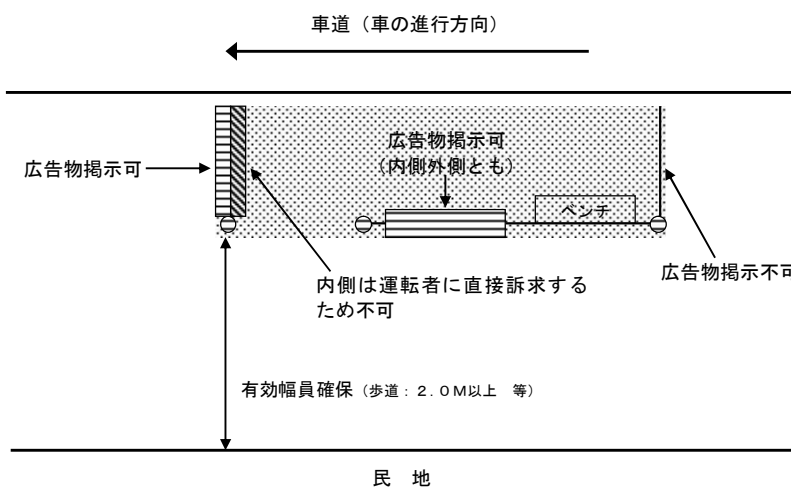 車道（車の進行方向）
広告物掲示可
（内側外側とも）
広告物掲示可
ベンチ
広告物掲示不可
内側は運転者に直接訴求する
ため不可
有効幅員確保（歩道：２．０Ｍ以上　等）
民　地